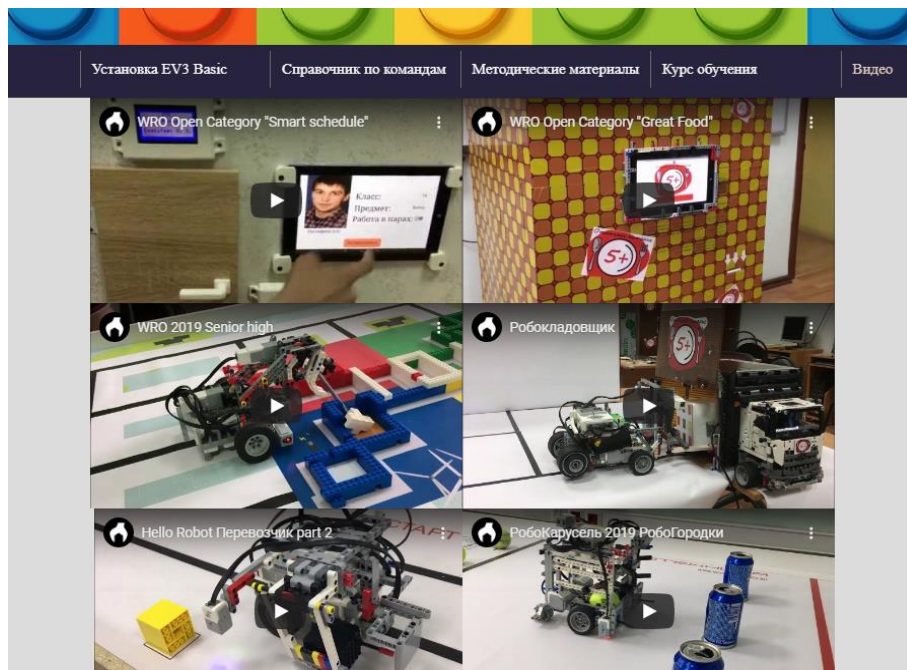 Установка EV3 Basic
Справочник по командам
Методические материалы
Курс обучения
Видео
WRO Open Category "Smart schedule"
WRO Open Category "Great Food"
Класс:
Предмет:
Работа в парах:
5+
5+
WRO 2019 Senior high
Робокладовщик
5+
Hello Robot Перевозчик part 2
РобоКарусель 2019 РобоГородки